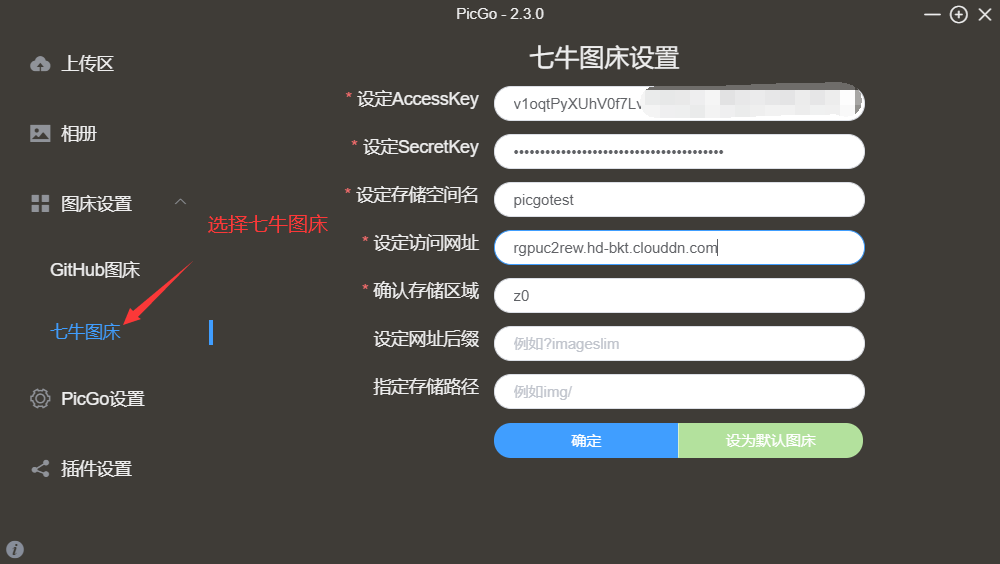 PicGo - 2.3.0
七牛图床设置
上传区
相册
图床设置
选择七牛图床
GitHub图床
七牛图床
PicGo设置
插件设置
* 设定AccessKey
v1oqtPyXUhV0f7Lv
* 设定SecretKey
* 设定存储空间名
picgotest
* 设定访问网址
rgpuc2rew.hd-bkt.clouddn.com
* 确认存储区域
z0
设定网址后缀
例如?imageslim
指定存储路径
例如img/
确定
设为默认图床